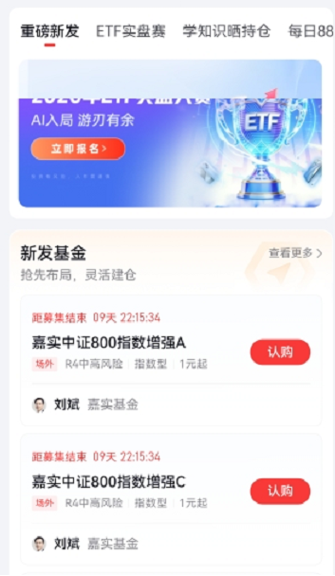 重磅新发 ETF实盘赛 学知识晒持仓 每日88
AI入局 游刃有余
ETF
立即报名>
新发基金
查看更多>
抢先布局，灵活建仓
距募集结束 09天 22:15:34
嘉实中证800指数增强A
认购
场外 R4中高风险 指数型 1元起
刘斌 嘉实基金
距募集结束 09天 22:15:34
嘉实中证800指数增强C
认购
场外 R4中高风险 指数型 1元起
刘斌 嘉实基金